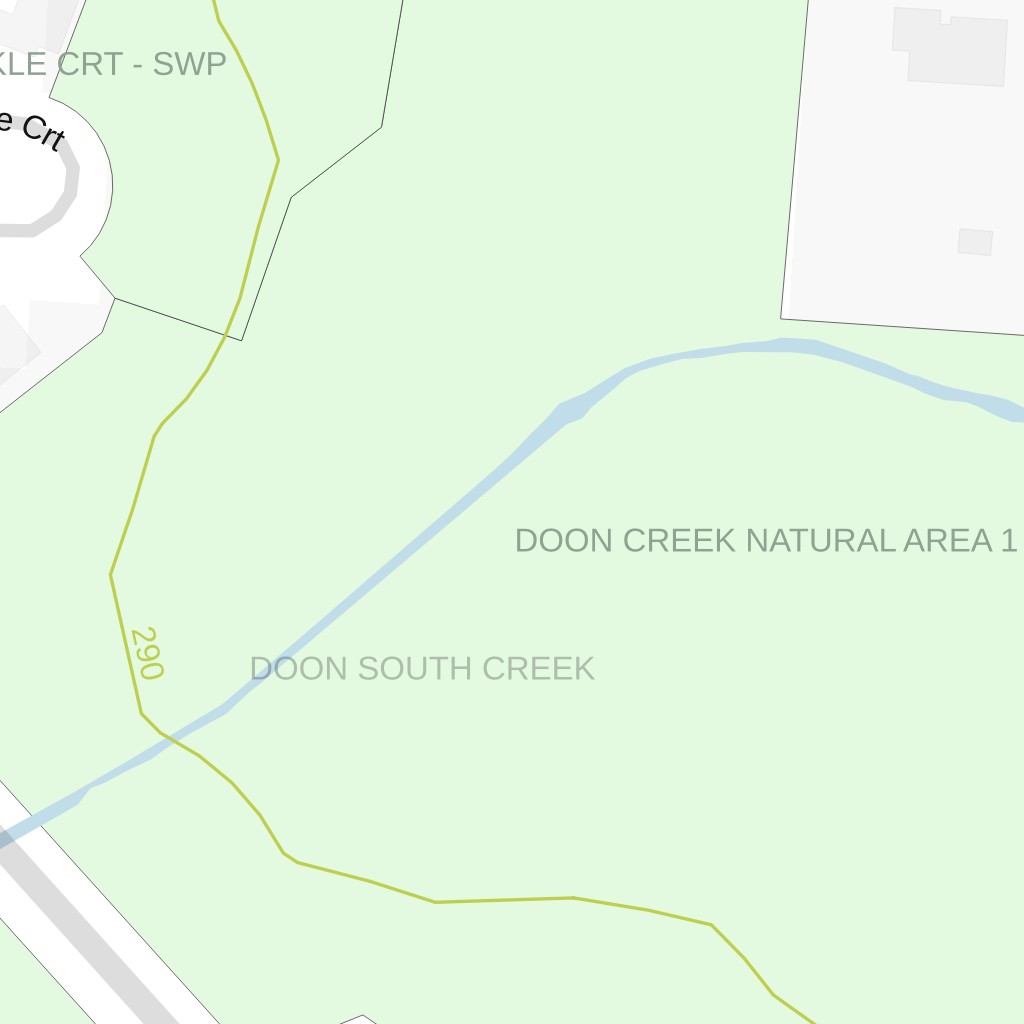 KLE CRT - SWP
e Crt
DOON CREEK NATURAL AREA 1
290
DOON SOUTH CREEK